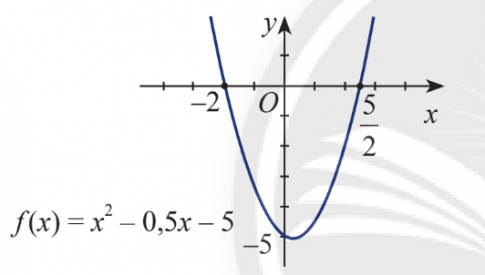 y
−2
O
5/2
x
f(x) = x² − 0,5x − 5
−5